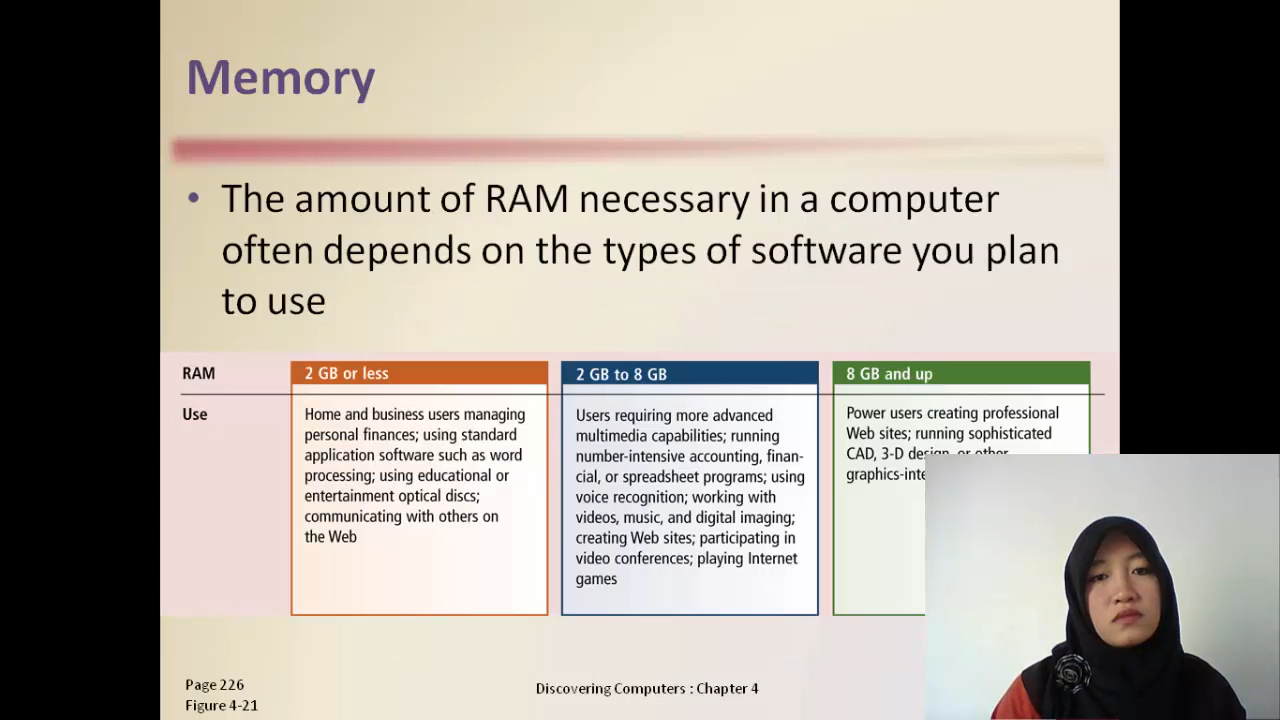 Memory
• The amount of RAM necessary in a computer
often depends on the types of software you plan
to use
RAM
2 GB or less
2 GB to 8 GB
8 GB and up
Use
Home and business users managing
personal finances; using standard
application software such as word
processing; using educational or
entertainment optical discs;
communicating with others on
the Web
Users requiring more advanced
multimedia capabilities; running
number-intensive accounting, finan-
cial, or spreadsheet programs; using
voice recognition; working with
videos, music, and digital imaging;
creating Web sites; participating in
video conferences; playing Internet
games
Power users creating professional
Web sites; running sophisticated
CAD, 3-D design, or other
Page 226
Figure 4-21
Discovering Computers : Chapter 4